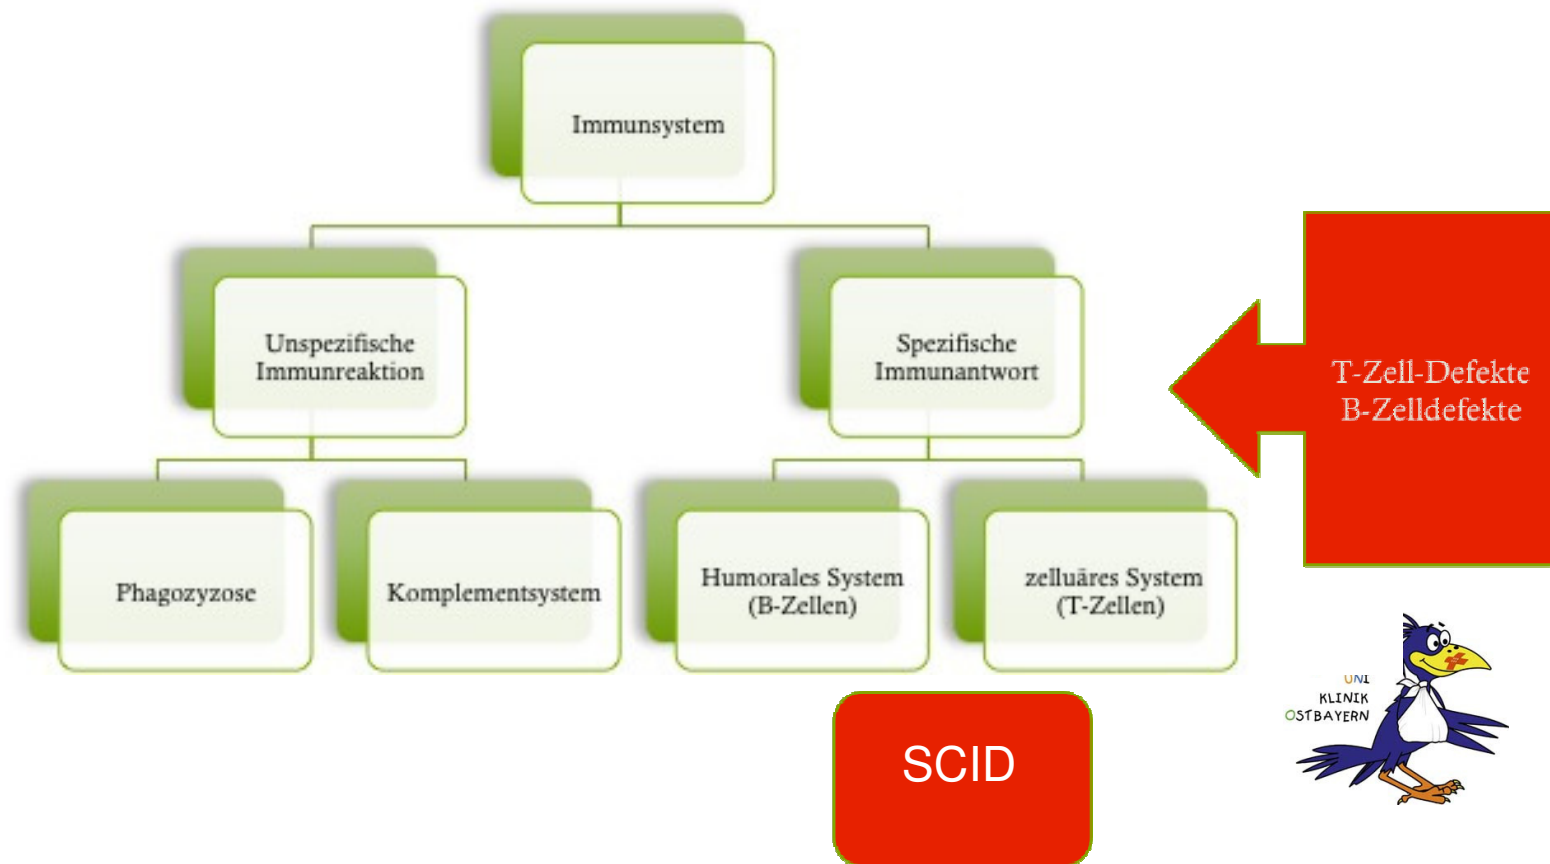 Immunsystem
Unspezifische
Immunreaktion
Spezifische
Immunantwort
T-Zell-Defekte
B-Zelldefekte
Phagozyzose
Komplementsystem
Humorales System
(B-Zellen)
zelluäres System
(T-Zellen)
UNI
KLINIK
OSTBAYERN
SCID